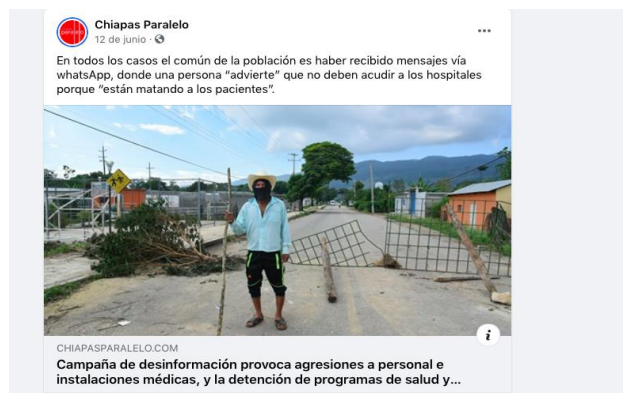 paralelo
Chiapas Paralelo
12 de junio ·
En todos los casos el común de la población es haber recibido mensajes vía
whatsApp, donde una persona “advierte” que no deben acudir a los hospitales
porque “están matando a los pacientes”.
i
CHIAPASPARALELO.COM
Campaña de desinformación provoca agresiones a personal e
instalaciones médicas, y la detención de programas de salud y...